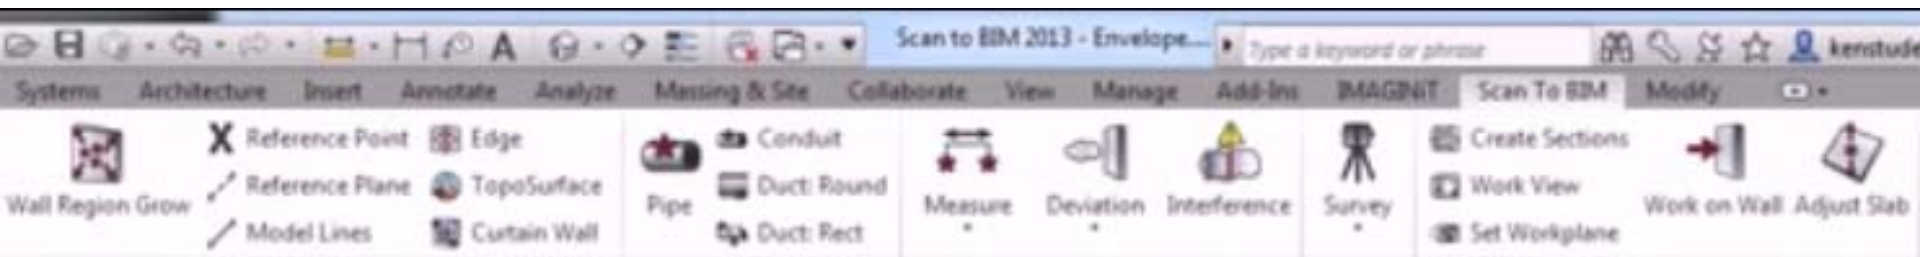 Scan to BIM 2013 - Envelope.... Type a keyword or phrase kenstude
Systems Architecture Insert Annotate Analyze Massing & Site Collaborate View Manage Add-Ins IMAGINiT Scan To BIM Modify
Reference Point Edge Conduit Create Sections
Wall Region Grow Reference Plane TopoSurface Pipe Duct: Round Measure Deviation Interference Survey Work View Work on Wall Adjust Slab
Model Lines Curtain Wall Duct: Rect Set Workplane